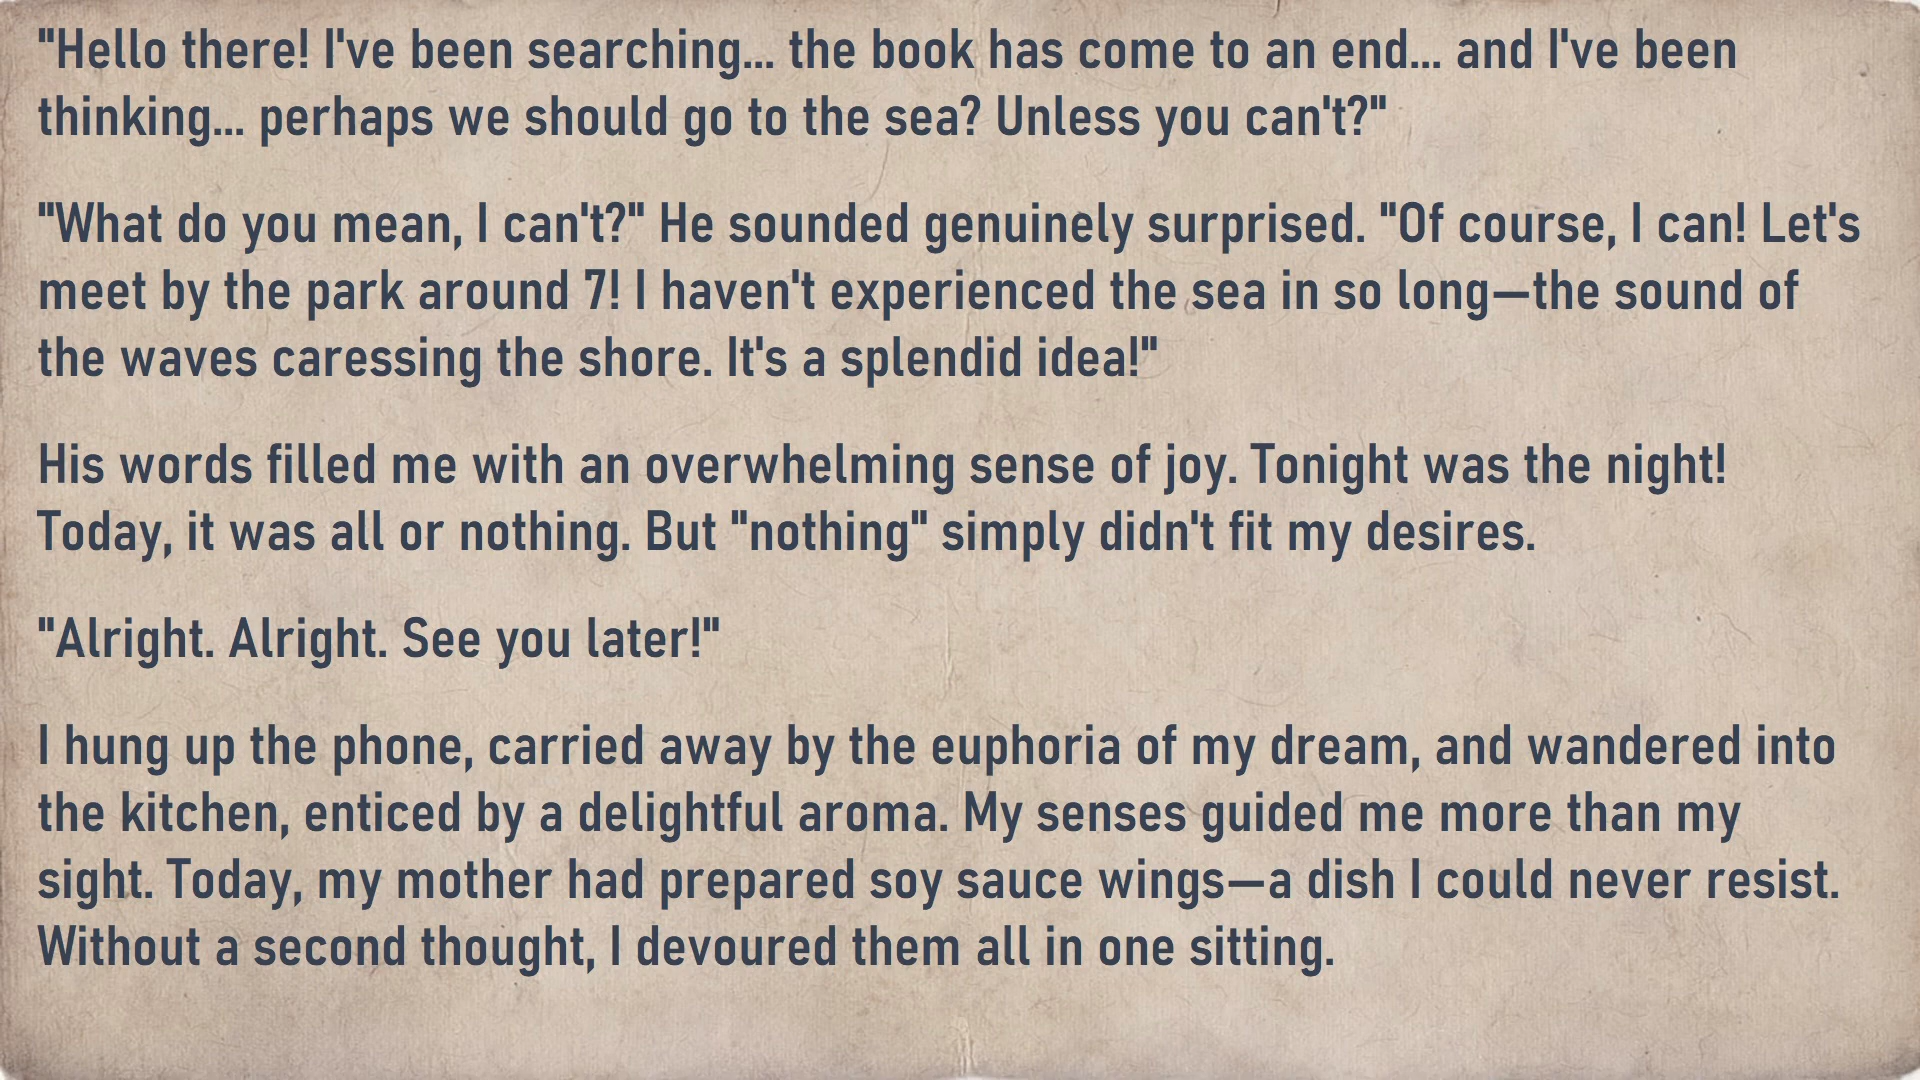 "Hello there! I've been searching... the book has come to an end... and I've been
thinking... perhaps we should go to the sea? Unless you can't?"
"What do you mean, I can't?" He sounded genuinely surprised. "Of course, I can! Let's
meet by the park around 7! I haven't experienced the sea in so long—the sound of
the waves caressing the shore. It's a splendid idea!"
His words filled me with an overwhelming sense of joy. Tonight was the night!
Today, it was all or nothing. But "nothing" simply didn't fit my desires.
"Alright. Alright. See you later!"
I hung up the phone, carried away by the euphoria of my dream, and wandered into
the kitchen, enticed by a delightful aroma. My senses guided me more than my
sight. Today, my mother had prepared soy sauce wings—a dish I could never resist.
Without a second thought, I devoured them all in one sitting.